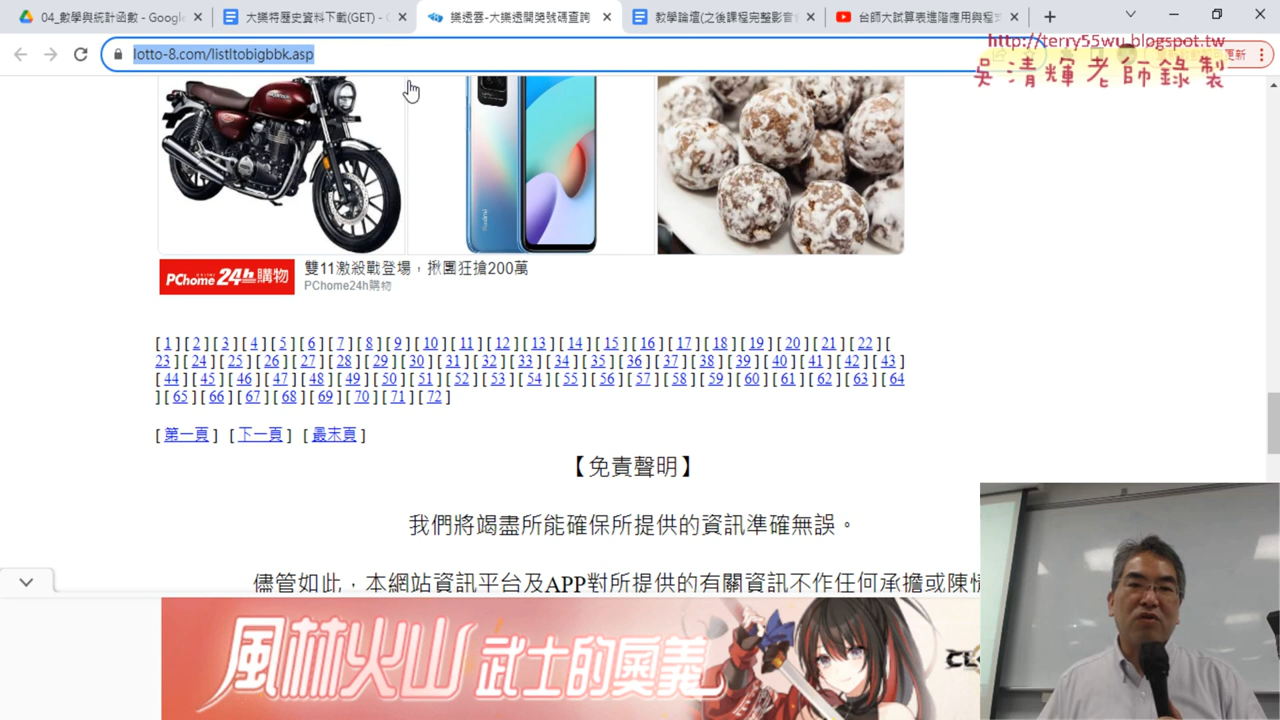 04_數學與統計函數 - Google
大樂特歷史資料下載(GET) - G
樂透雲-大樂透開獎號碼查詢
教學論壇(之後課程完整影音
台師大試算表進階應用與程式
lotto-8.com/listltobigbbk.asp
http://terry55wu.blogspot.tw
吳清輝老師錄製
更新
PChome 24h購物
雙11激殺戰登場，揪團狂搶200萬
PChome24h購物
[ 1 ] [ 2 ] [ 3 ] [ 4 ] [ 5 ] [ 6 ] [ 7 ] [ 8 ] [ 9 ] [ 10 ] [ 11 ] [ 12 ] [ 13 ] [ 14 ] [ 15 ] [ 16 ] [ 17 ] [ 18 ] [ 19 ] [ 20 ] [ 21 ] [ 22 ] [
23 ] [ 24 ] [ 25 ] [ 26 ] [ 27 ] [ 28 ] [ 29 ] [ 30 ] [ 31 ] [ 32 ] [ 33 ] [ 34 ] [ 35 ] [ 36 ] [ 37 ] [ 38 ] [ 39 ] [ 40 ] [ 41 ] [ 42 ] [ 43 ]
[ 44 ] [ 45 ] [ 46 ] [ 47 ] [ 48 ] [ 49 ] [ 50 ] [ 51 ] [ 52 ] [ 53 ] [ 54 ] [ 55 ] [ 56 ] [ 57 ] [ 58 ] [ 59 ] [ 60 ] [ 61 ] [ 62 ] [ 63 ] [ 64
] [ 65 ] [ 66 ] [ 67 ] [ 68 ] [ 69 ] [ 70 ] [ 71 ] [ 72 ]
[ 第一頁 ] [ 下一頁 ] [ 最末頁 ]
【免責聲明】
我們將竭盡所能確保所提供的資訊準確無誤。
儘管如此，本網站資訊平台及APP對所提供的有關資訊不作任何承擔或陳
風林火山 武士的奧義